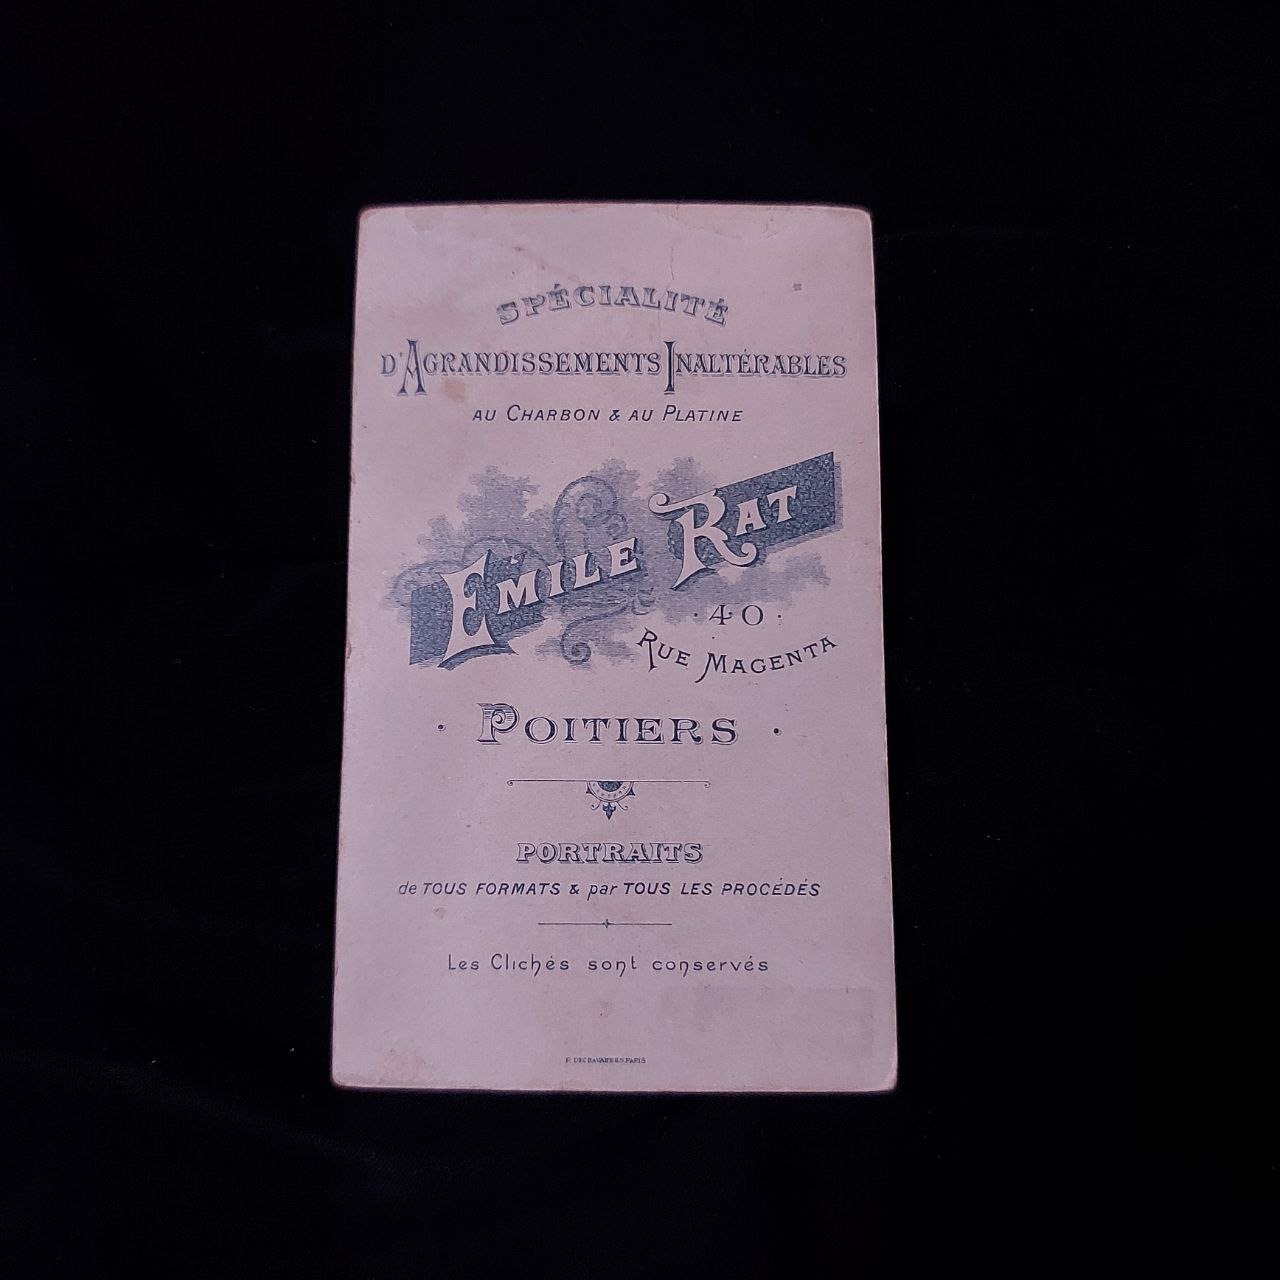 SPÉCIALITÉ
D'AGRANDISSEMENTS INALTÉRABLES
AU CHARBON & AU PLATINE
EMILE RAT
· 40 ·
RUE MAGENTA
· POITIERS ·
PORTRAITS
de TOUS FORMATS & par TOUS LES PROCÉDÉS
Les Clichés sont conservés
PARIS